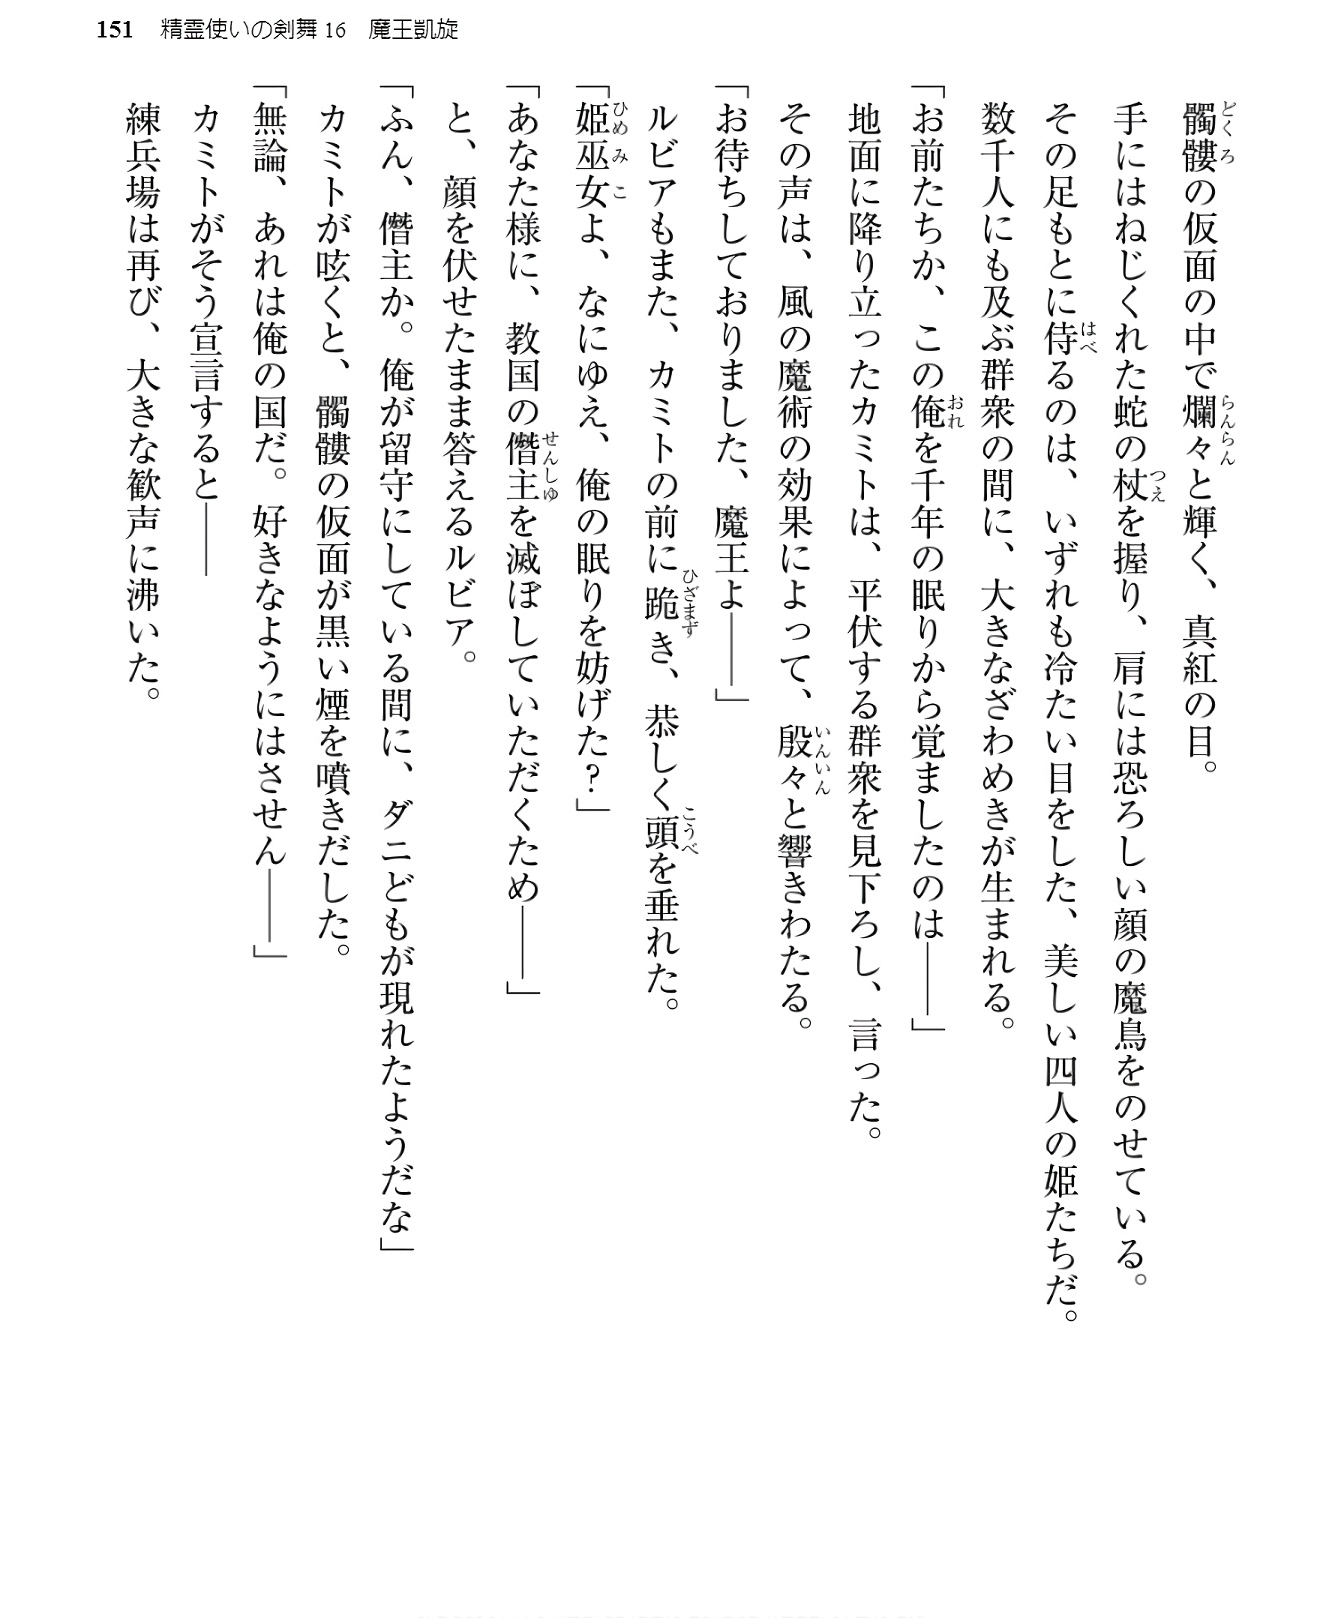 151　精霊使いの剣舞16　魔王凱旋
髑髏の仮面の中で爛々と輝く、真紅の目。
手にはねじくれた蛇の杖を握り、肩には恐ろしい顔の魔鳥をのせている。
その足もとに侍るのは、いずれも冷たい目をした、美しい四人の姫たちだ。
数千人にも及ぶ群衆の間に、大きなざわめきが生まれる。
「お前たちか、この俺を千年の眠りから覚ましたのは――」
地面に降り立ったカミトは、平伏する群衆を見下ろし、言った。
その声は、風の魔術の効果によって、殷々と響きわたる。
「お待ちしておりました、魔王よ――」
ルビアもまた、カミトの前に跪き、恭しく頭を垂れた。
「姫巫女よ、なにゆえ、俺の眠りを妨げた？」
「あなた様に、教国の僭主を滅ぼしていただくため――」
と、顔を伏せたまま答えるルビア。
「ふん、僭主か。俺が留守にしている間に、ダニどもが現れたようだな」
カミトが呟くと、髑髏の仮面が黒い煙を噴きだした。
「無論、あれは俺の国だ。好きなようにはさせん――」
カミトがそう宣言すると――
練兵場は再び、大きな歓声に沸いた。